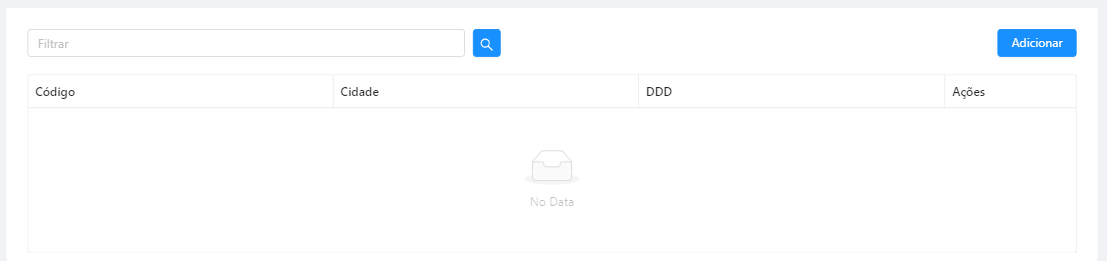 Filtrar
Adicionar
Código Cidade DDD Ações
No Data